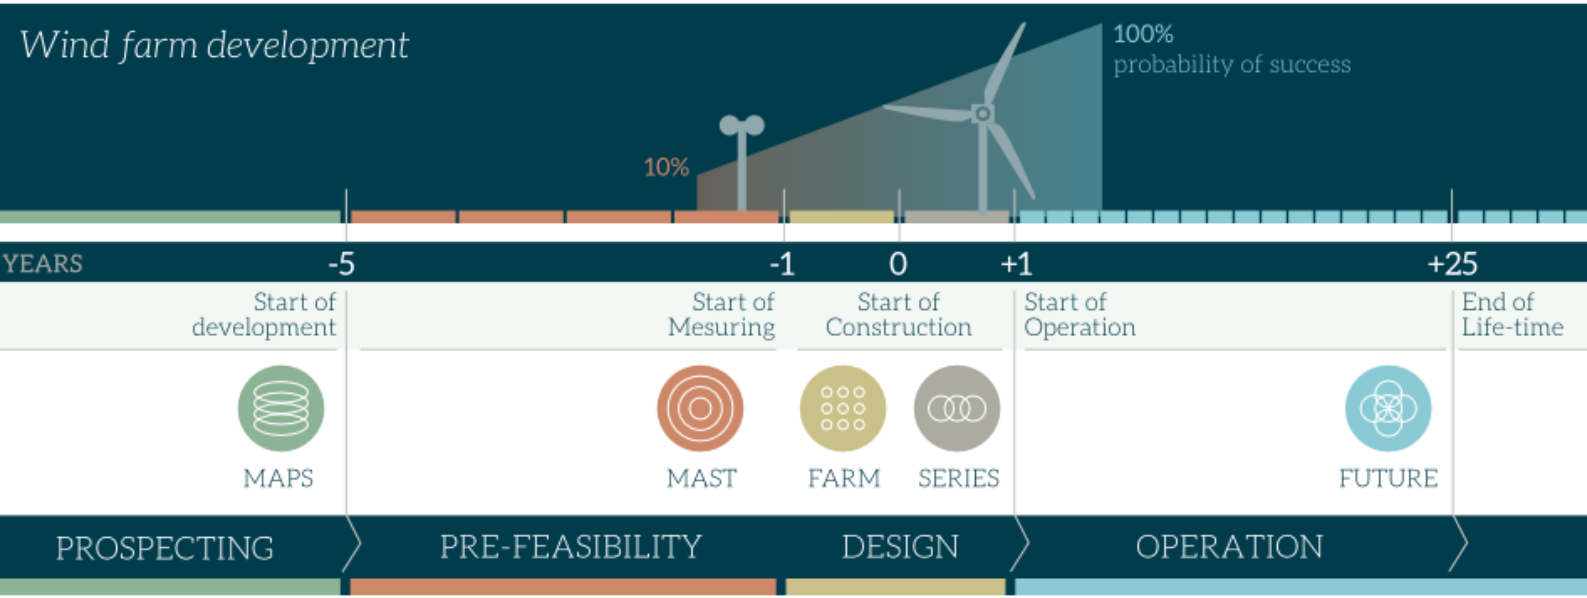 Wind farm development
100%
probability of success
10%
YEARS
-5
-1
0
+1
+25
Start of
development
Start of
Mesuring
Start of
Construction
Start of
Operation
End of
Life-time
MAPS
MAST
FARM
SERIES
FUTURE
PROSPECTING
PRE-FEASIBILITY
DESIGN
OPERATION